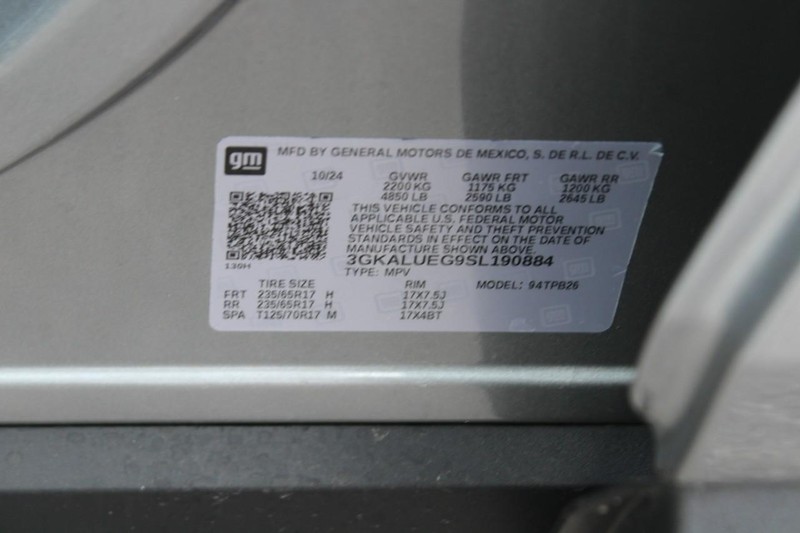 gm MFD BY GENERAL MOTORS DE MEXICO, S. DE R.L. DE C.V.
10/24 GVWR GAWR FRT GAWR RR
2200 KG 1175 KG 1200 KG
4850 LB 2590 LB 2645 LB
THIS VEHICLE CONFORMS TO ALL
APPLICABLE U.S. FEDERAL MOTOR
VEHICLE SAFETY AND THEFT PREVENTION
STANDARDS IN EFFECT ON THE DATE OF
MANUFACTURE SHOWN ABOVE.
135H 3GKALUEG9SL190884
TYPE: MPV
TIRE SIZE RIM MODEL: 94TPB26
FRT 235/65R17 H 17X7.5J
RR 235/65R17 H 17X7.5J
SPA T125/70R17 M 17X4BT